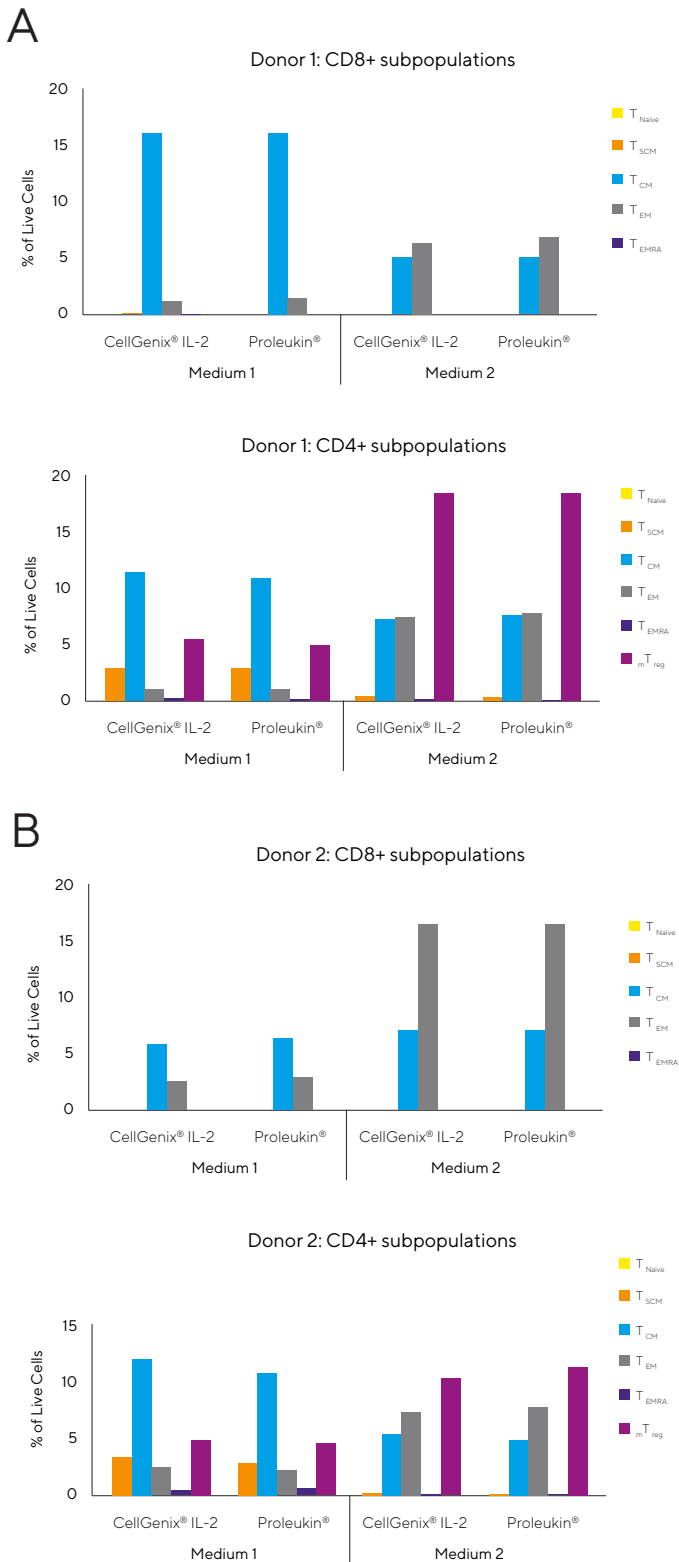 A
Donor 1: CD8+ subpopulations
% of Live Cells
20
15
10
5
0
CellGenix® IL-2 Proleukin® CellGenix® IL-2 Proleukin®
Medium 1 Medium 2
T Naive
T SCM
T CM
T EM
T EMRA
Donor 1: CD4+ subpopulations
% of Live Cells
20
15
10
5
0
CellGenix® IL-2 Proleukin® CellGenix® IL-2 Proleukin®
Medium 1 Medium 2
T Naive
T SCM
T CM
T EM
T EMRA
mT reg
B
Donor 2: CD8+ subpopulations
% of Live Cells
20
15
10
5
0
CellGenix® IL-2 Proleukin® CellGenix® IL-2 Proleukin®
Medium 1 Medium 2
T Naive
T SCM
T CM
T EM
T EMRA
Donor 2: CD4+ subpopulations
% of Live Cells
15
10
5
0
CellGenix® IL-2 Proleukin® CellGenix® IL-2 Proleukin®
Medium 1 Medium 2
T Naive
T SCM
T CM
T EM
T EMRA
mT reg